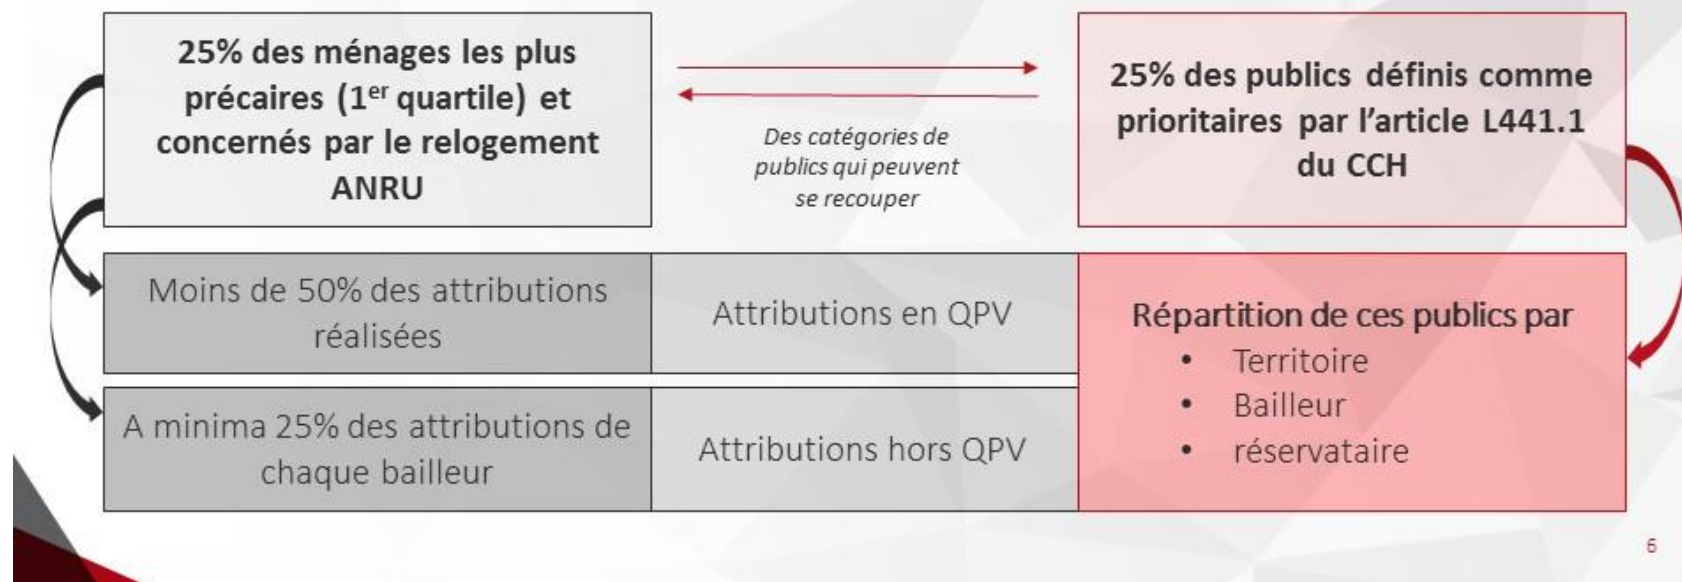 25% des ménages les plus
précaires (1er quartile) et
concernés par le relogement
ANRU
Des catégories de
publics qui peuvent
se recouper
25% des publics définis comme
prioritaires par l’article L441.1
du CCH
Moins de 50% des attributions
réalisées
Attributions en QPV
A minima 25% des attributions de
chaque bailleur
Attributions hors QPV
Répartition de ces publics par
• Territoire
• Bailleur
• réservataire
6